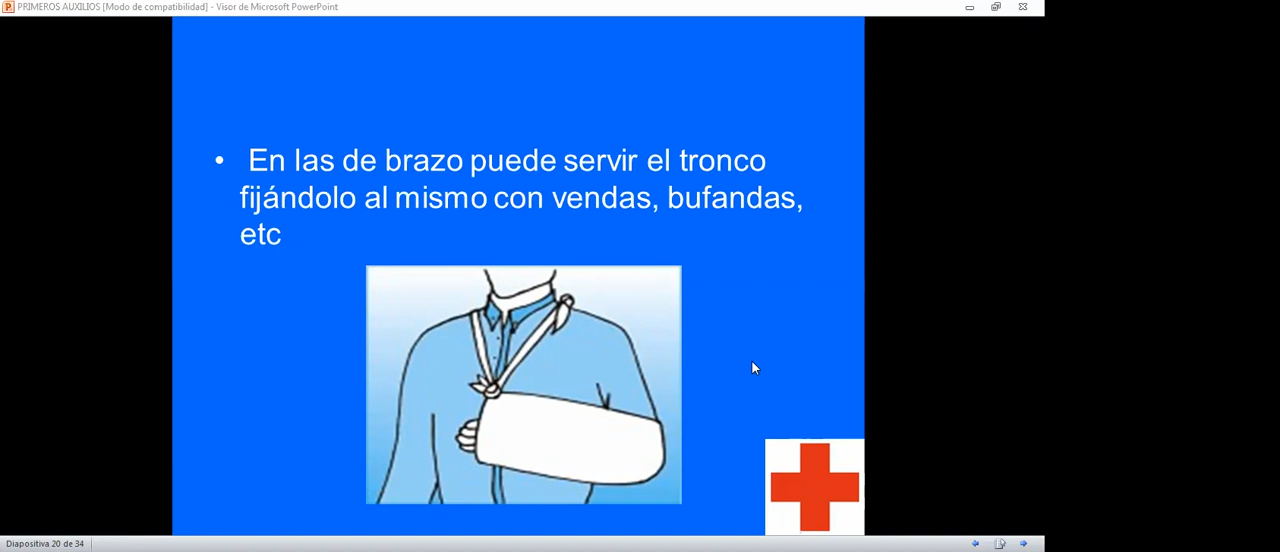 PRIMEROS AUXILIOS [Modo de compatibilidad] - Visor de Microsoft PowerPoint
• En las de brazo puede servir el tronco
fijándolo al mismo con vendas, bufandas,
etc
Diapositiva 20 de 34